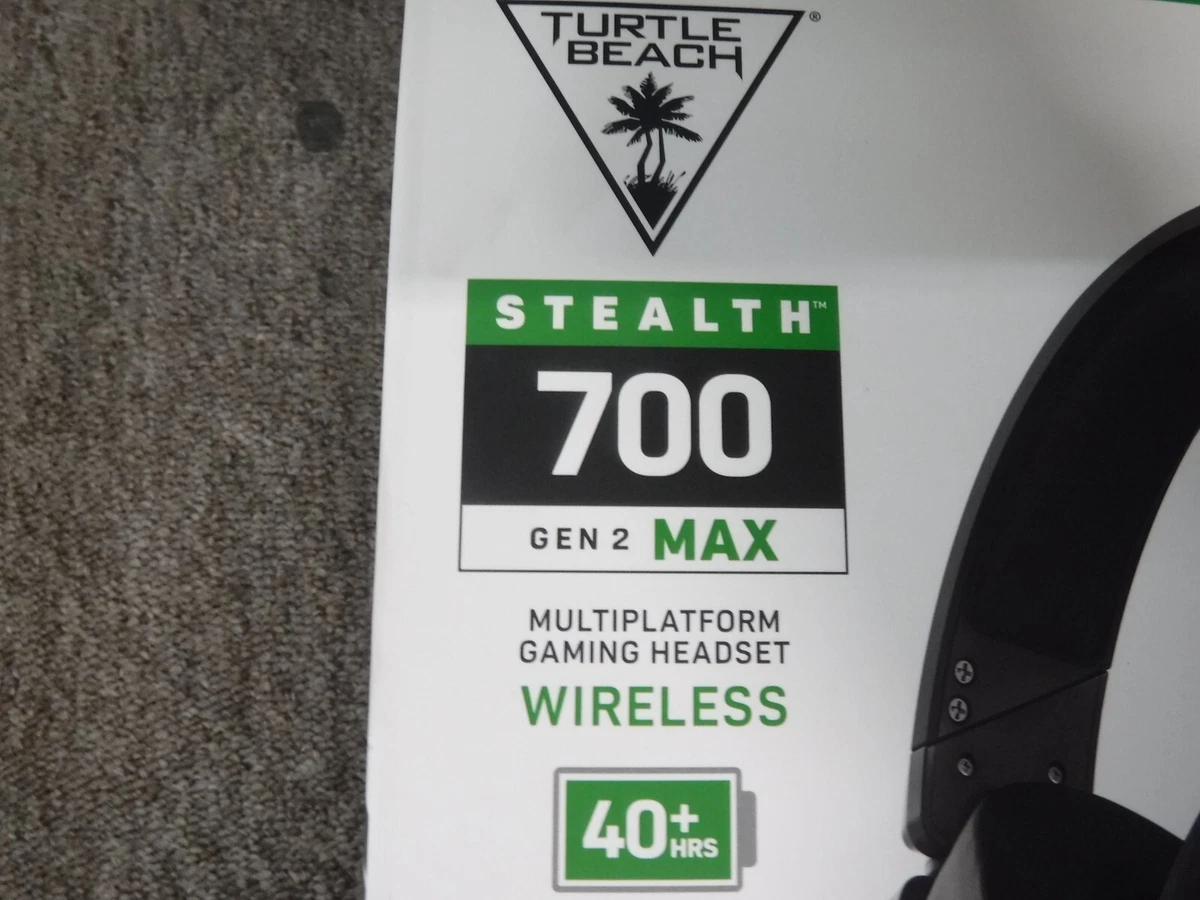 TURTLE
BEACH®
STEALTH™
700
GEN 2 MAX
MULTIPLATFORM
GAMING HEADSET
WIRELESS
40+
HRS